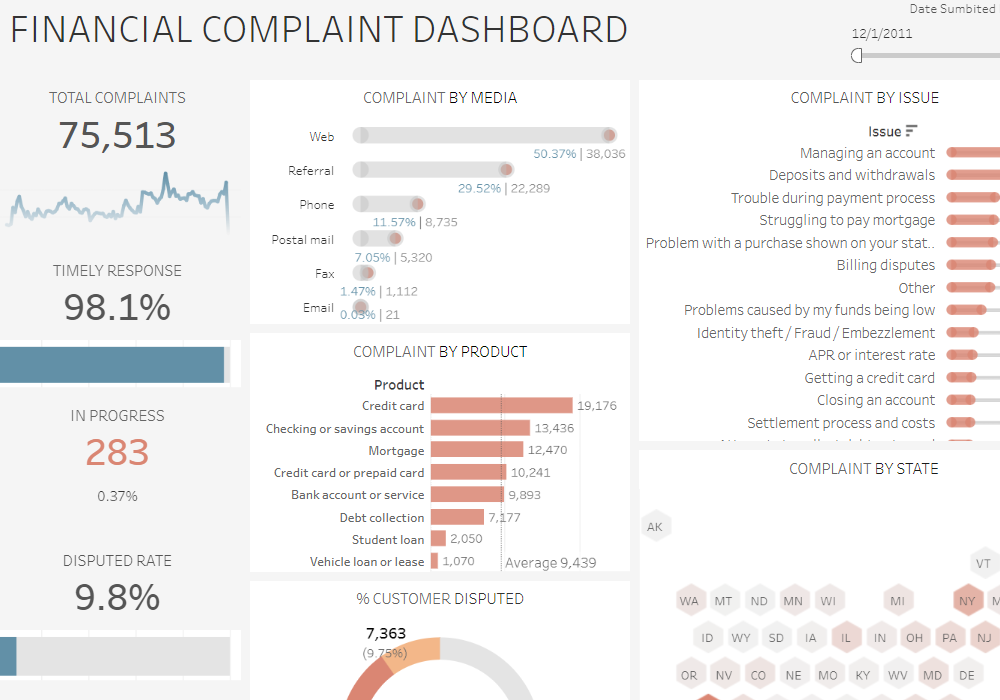 FINANCIAL COMPLAINT DASHBOARD
Date Sumbited
12/1/2011
TOTAL COMPLAINTS
75,513
TIMELY RESPONSE
98.1%
IN PROGRESS
283
0.37%
DISPUTED RATE
9.8%
COMPLAINT BY MEDIA
Web
50.37% | 38,036
Referral
29.52% | 22,289
Phone
11.57% | 8,735
Postal mail
7.05% | 5,320
Fax
1.47% | 1,112
Email
0.03% | 21
COMPLAINT BY PRODUCT
Product
Credit card 19,176
Checking or savings account 13,436
Mortgage 12,470
Credit card or prepaid card 10,241
Bank account or service 9,893
Debt collection 7,177
Student loan 2,050
Vehicle loan or lease 1,070
Average 9,439
% CUSTOMER DISPUTED
7,363
(9.75%)
COMPLAINT BY ISSUE
Issue
Managing an account
Deposits and withdrawals
Trouble during payment process
Struggling to pay mortgage
Problem with a purchase shown on your stat..
Billing disputes
Other
Problems caused by my funds being low
Identity theft / Fraud / Embezzlement
APR or interest rate
Getting a credit card
Closing an account
Settlement process and costs
COMPLAINT BY STATE
AK
VT
WA MT ND MN WI MI NY
ID WY SD IA IL IN OH PA NJ
OR NV CO NE MO KY WV MD DE